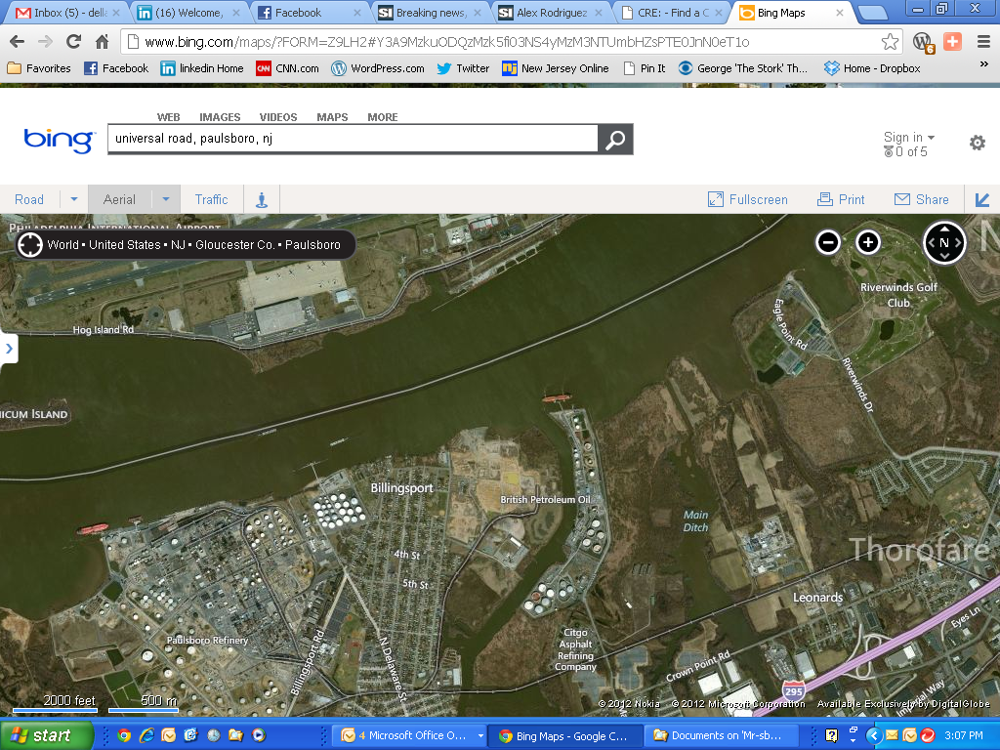 Inbox (5) - della
(16) Welcome,
Facebook
Breaking news,
Alex Rodriguez
CRE: - Find a C
Bing Maps
www.bing.com/maps/?FORM=Z9LH2#Y3A9MzkuODQzMzk5fi03NS4yMzM3NTUmbHZsPTE0JnN0eT1o
6
Favorites
Facebook
linkedin Home
CNN.com
WordPress.com
Twitter
New Jersey Online
Pin It
George 'The Stork' Th...
Home - Dropbox
»
WEB IMAGES VIDEOS MAPS MORE
bing
universal road, paulsboro, nj
Sign in
0 of 5
Road
Aerial
Traffic
Fullscreen
Print
Share
PHILADELPHIA INTERNATIONAL AIRPORT
World • United States • NJ • Gloucester Co. • Paulsboro
N
N
Riverwinds Golf
Club
Eagle Point Rd
Hog Island Rd
Riverwinds Dr
NICUM ISLAND
Billingsport
British Petroleum Oil
Main
Ditch
4th St
5th St
Thorofare
Leonards
Eyes Ln
Paulsboro Refinery
Billingsport Rd
N Delaware St
Citgo
Asphalt
Refining
Company
Crown Point Rd
295
Imperial Way
2000 feet
500 m
© 2012 Nokia © 2012 Microsoft Corporation Available Exclusively by DigitalGlobe
start
4 Microsoft Office O...
Bing Maps - Google C...
Documents on 'Mr-sb...
3:07 PM